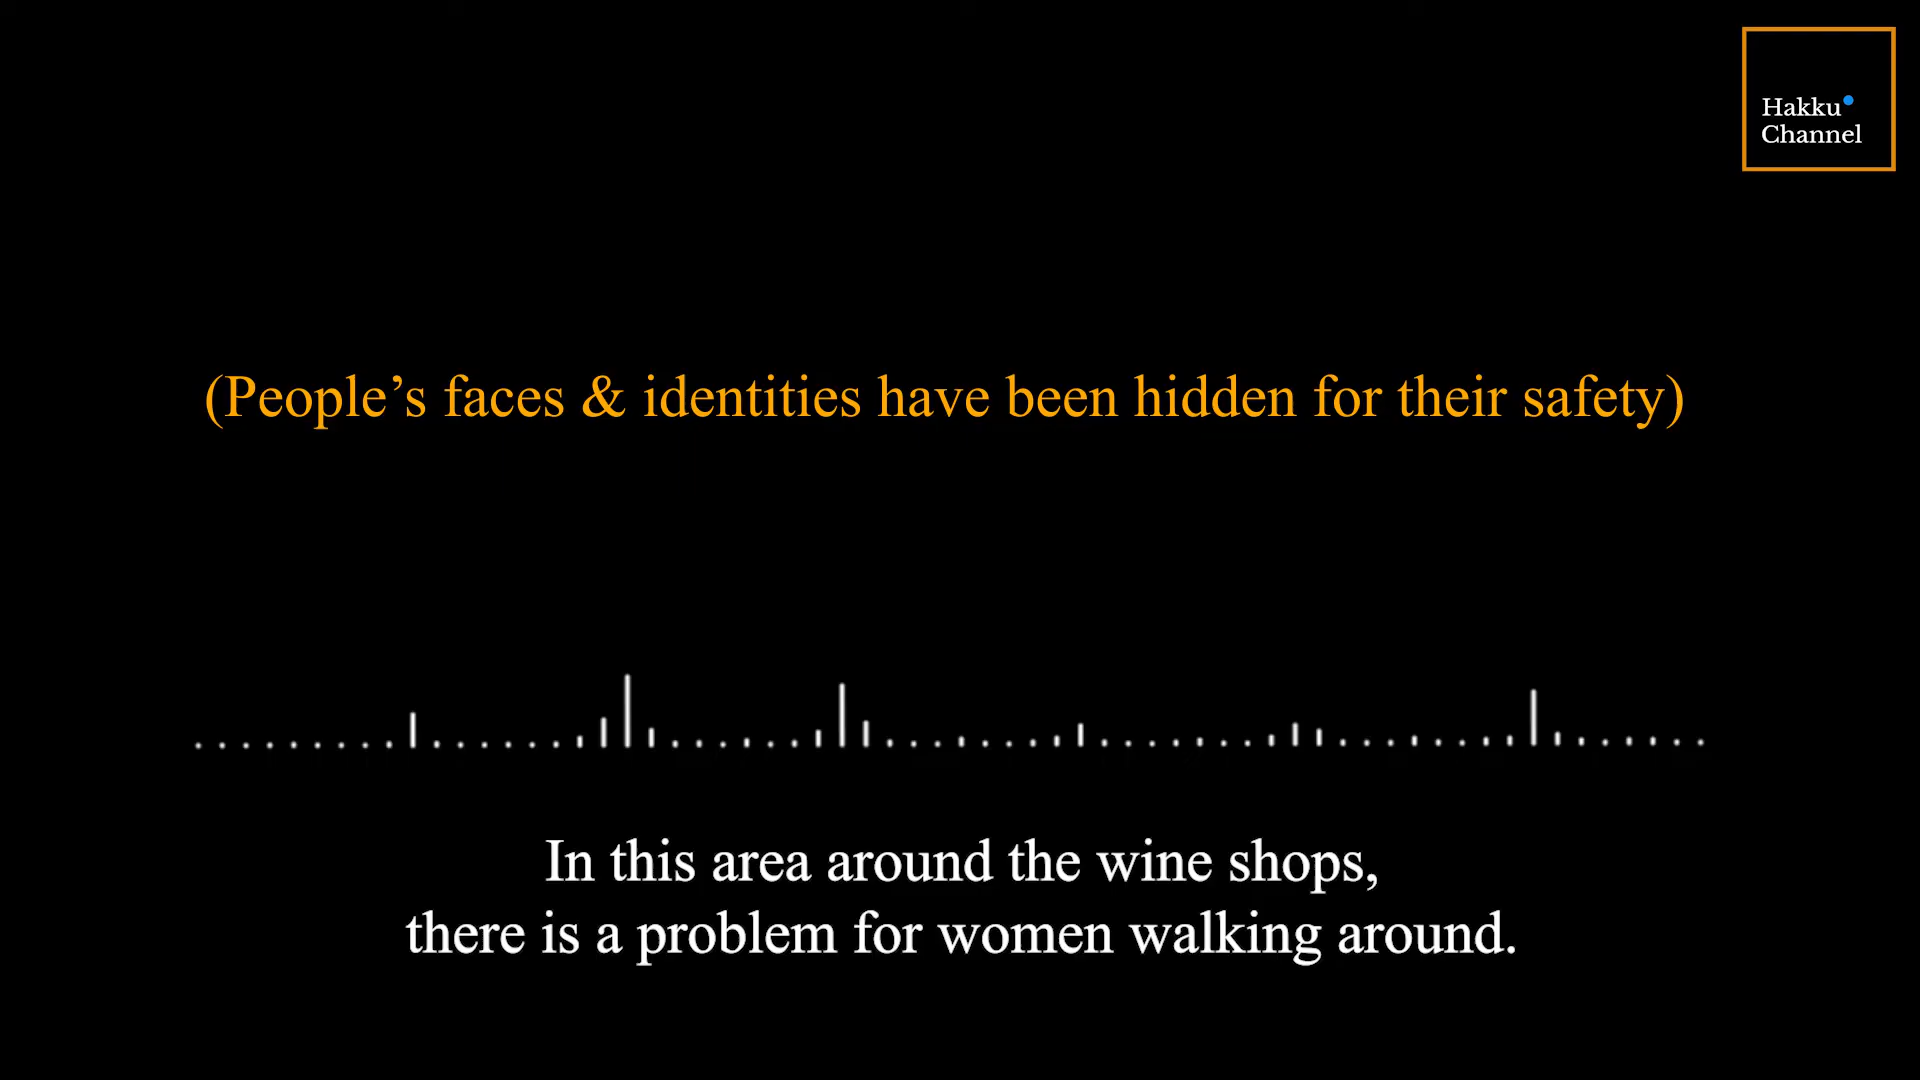 Hakku
Channel
(People’s faces & identities have been hidden for their safety)
In this area around the wine shops,
there is a problem for women walking around.